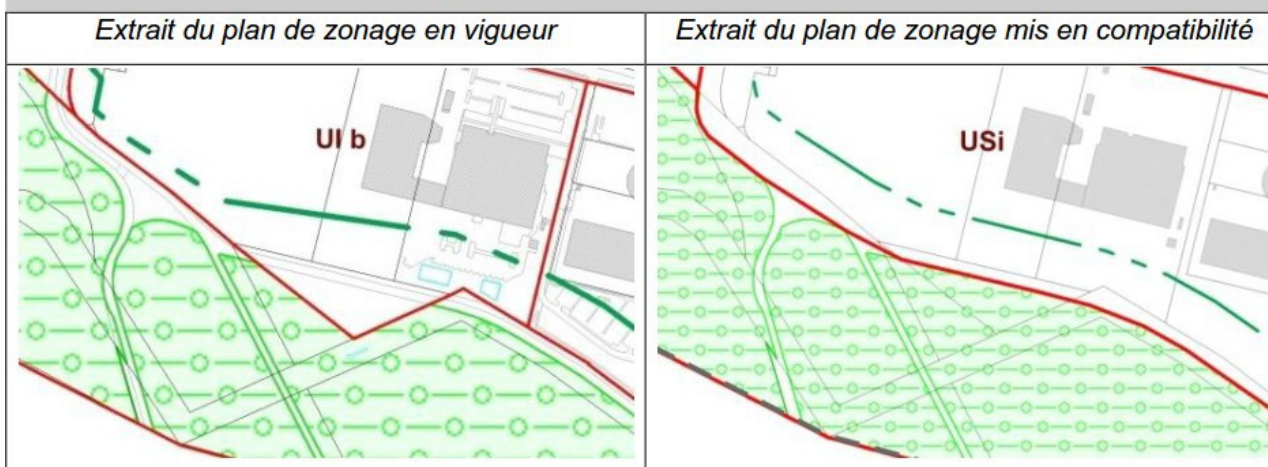 Extrait du plan de zonage en vigueur
Extrait du plan de zonage mis en compatibilité
UI b
USi